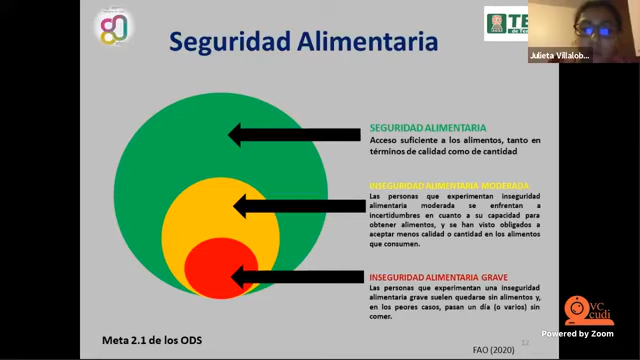 Seguridad Alimentaria
TE
Julieta Villalob...
SEGURIDAD ALIMENTARIA
Acceso suficiente a los alimentos, tanto en
términos de calidad como de cantidad
INSEGURIDAD ALIMENTARIA MODERADA
Las personas que experimentan inseguridad
alimentaria moderada se enfrentan a
incertidumbres en cuanto a su capacidad para
obtener alimentos, y se han visto obligados a
aceptar menos calidad o cantidad en los alimentos
que consumen.
INSEGURIDAD ALIMENTARIA GRAVE
Las personas que experimentan una inseguridad
alimentaria grave suelen quedarse sin alimentos y,
en los peores casos, pasan un día (o varios) sin
comer.
VC
cudi
Powered by Zoom
Meta 2.1 de los ODS
12
FAO (2020)